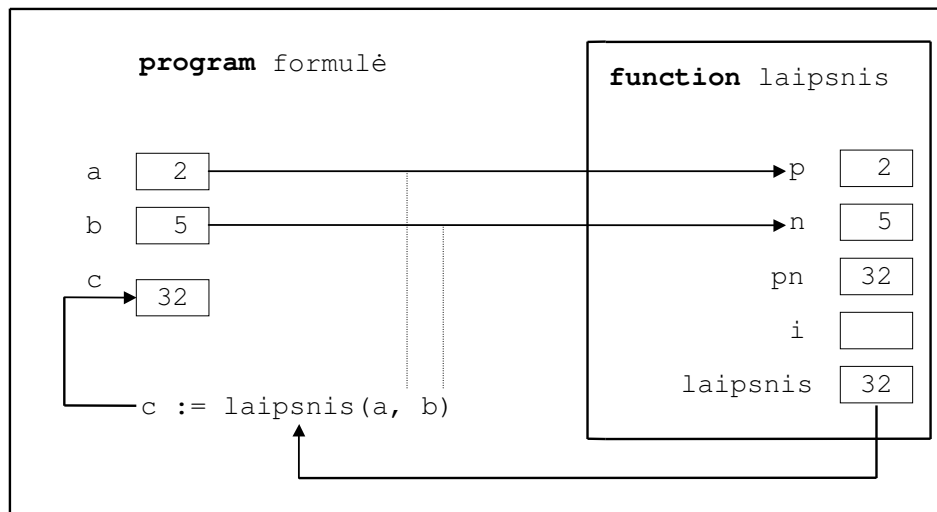 program formulė
function laipsnis
a 2
p 2
b 5
n 5
c 32
pn 32
i
laipsnis 32
c := laipsnis(a, b)